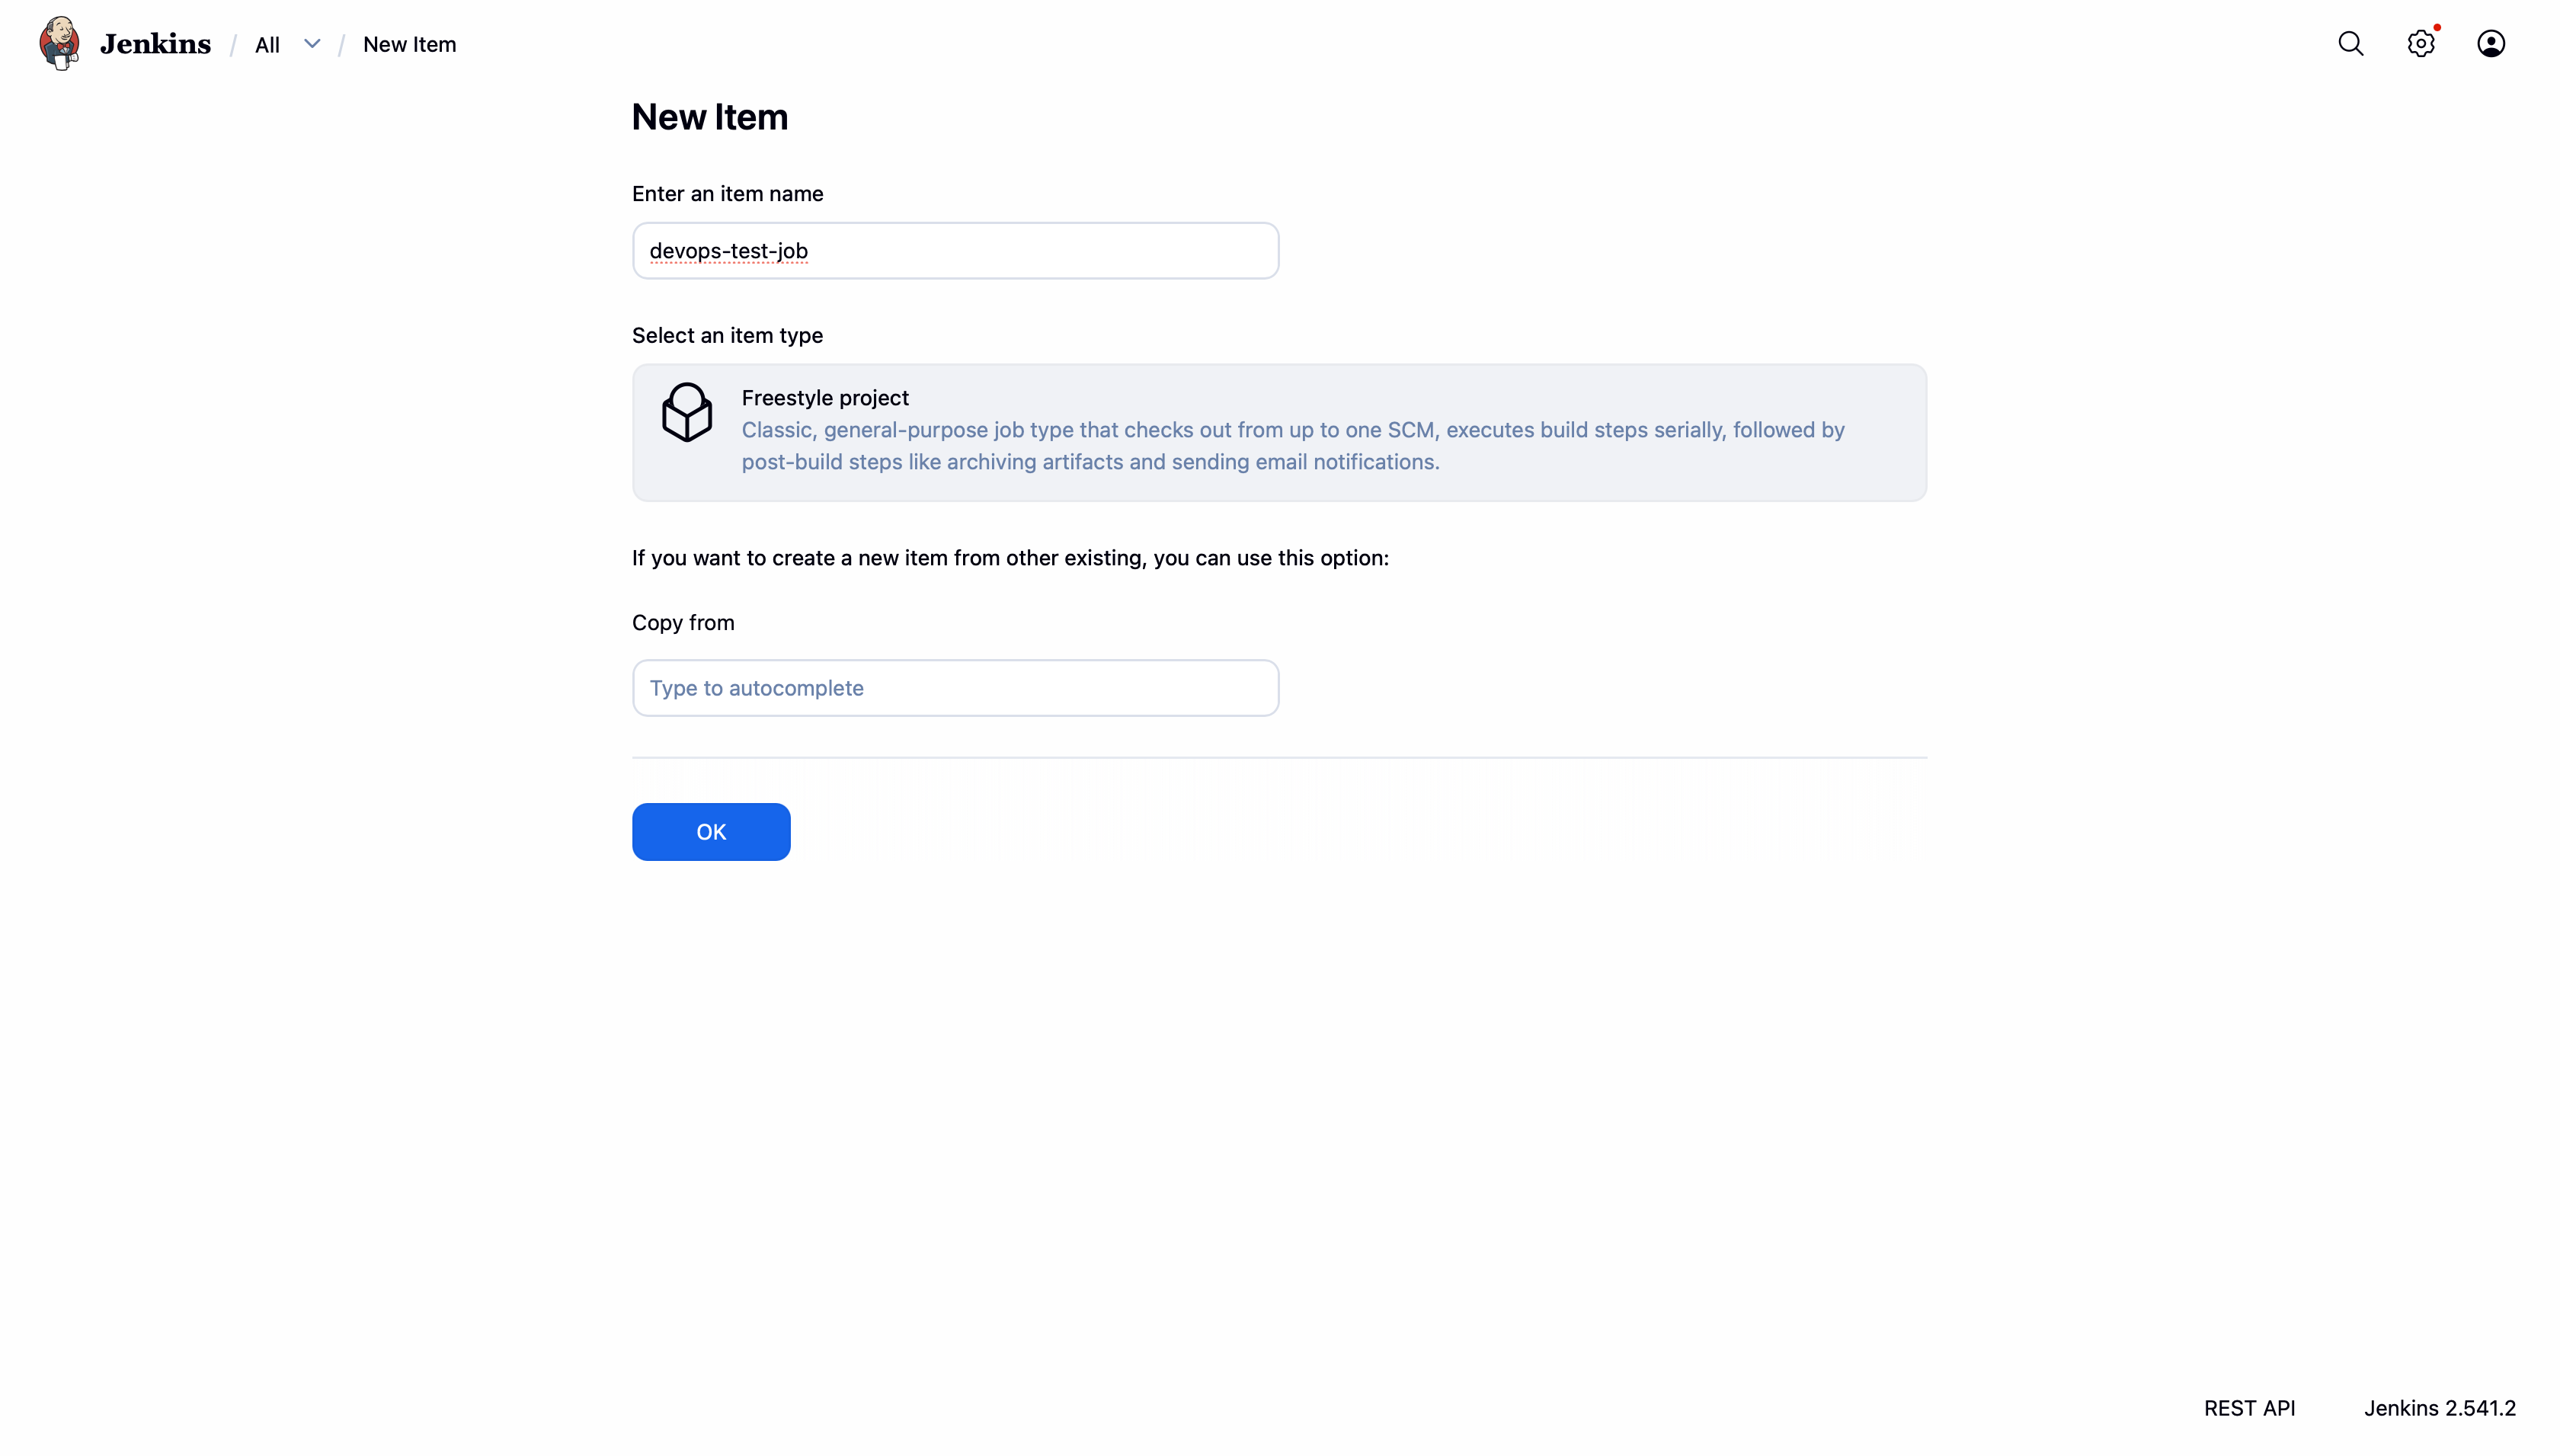 Jenkins / All / New Item
New Item
Enter an item name
devops-test-job
Select an item type
Freestyle project
Classic, general-purpose job type that checks out from up to one SCM, executes build steps serially, followed by
post-build steps like archiving artifacts and sending email notifications.
If you want to create a new item from other existing, you can use this option:
Copy from
Type to autocomplete
OK
REST API Jenkins 2.541.2